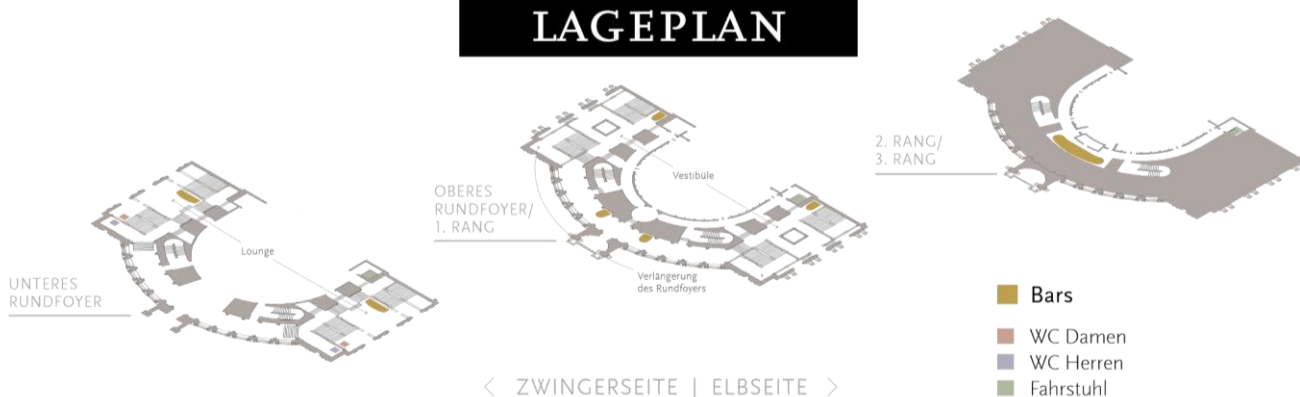 LAGEPLAN
UNTERES
RUNDFOYER
Lounge
OBERES
RUNDFOYER/
1. RANG
Vestibüle
Verlängerung
des Rundfoyers
2. RANG/
3. RANG
Bars
WC Damen
WC Herren
Fahrstuhl
< ZWINGERSEITE | ELBSEITE >